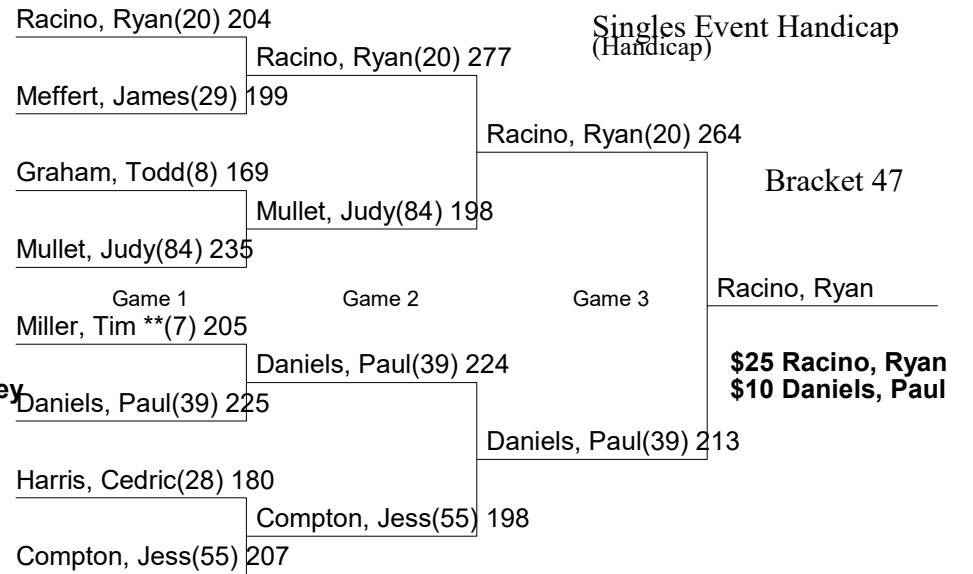 Racino, Ryan(20) 204
Singles Event Handicap
(Handicap)
Racino, Ryan(20) 277
Meffert, James(29) 199
Racino, Ryan(20) 264
Graham, Todd(8) 169
Bracket 47
Mullet, Judy(84) 198
Mullet, Judy(84) 235
Game 1
Game 2
Game 3
Racino, Ryan
Miller, Tim **(7) 205
Daniels, Paul(39) 224
$25 Racino, Ryan
$10 Daniels, Paul
ey
Daniels, Paul(39) 225
Daniels, Paul(39) 213
Harris, Cedric(28) 180
Compton, Jess(55) 198
Compton, Jess(55) 207